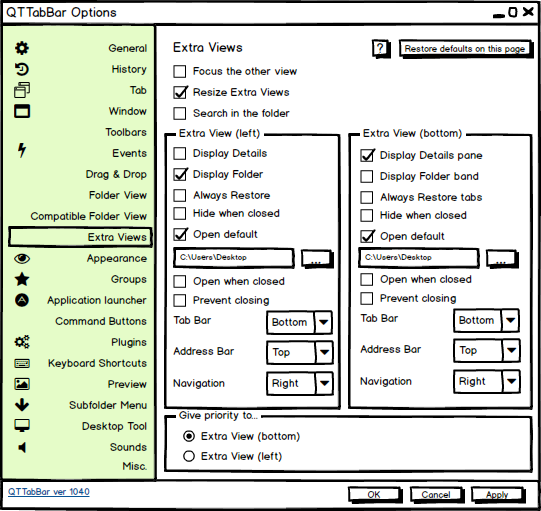 QTTabBar Options
General
History
Tab
Window
Toolbars
Events
Drag & Drop
Folder View
Compatible Folder View
Extra Views
Appearance
Groups
Application launcher
Command Buttons
Plugins
Keyboard Shortcuts
Preview
Subfolder Menu
Desktop Tool
Sounds
Misc.
Extra Views
?
Restore defaults on this page
Focus the other view
Resize Extra Views
Search in the folder
Extra View (left)
Display Details
Display Folder
Always Restore
Hide when closed
Open default
C:\Users\Desktop
...
Open when closed
Prevent closing
Tab Bar
Bottom
Address Bar
Top
Navigation
Right
Extra View (bottom)
Display Details pane
Display Folder band
Always Restore tabs
Hide when closed
Open default
C:\Users\Desktop
...
Open when closed
Prevent closing
Tab Bar
Bottom
Address Bar
Top
Navigation
Right
Give priority to...
Extra View (bottom)
Extra View (left)
QTTabBar ver 1040
OK
Cancel
Apply